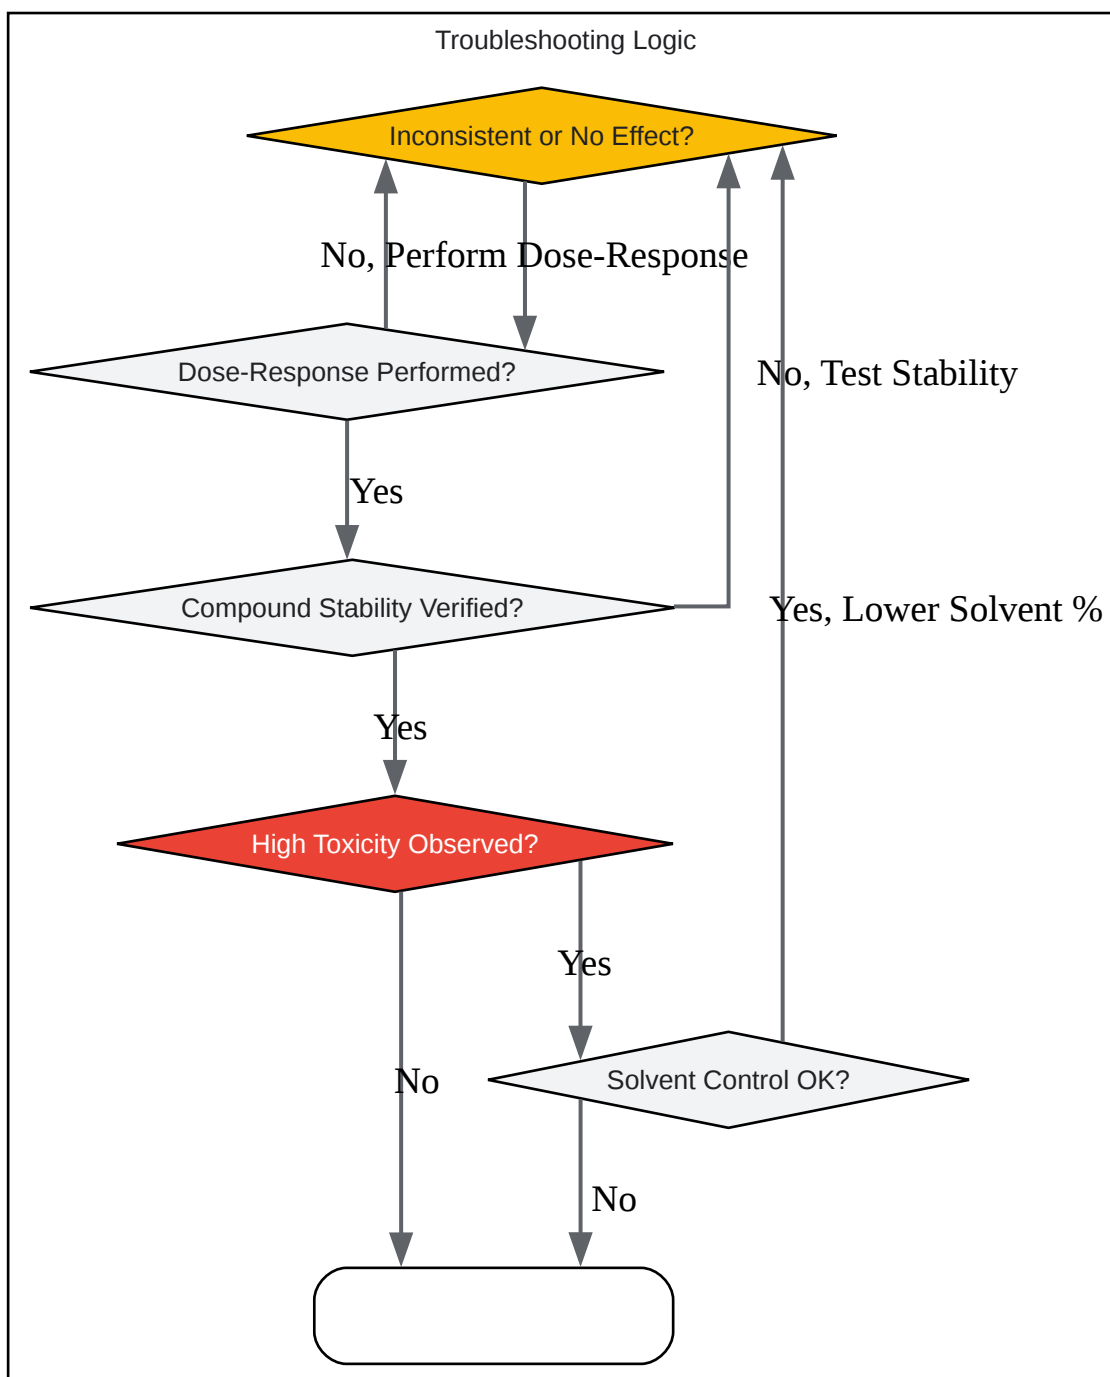 Troubleshooting Logic
Inconsistent or No Effect?
No, Perform Dose-Response
Dose-Response Performed?
No, Test Stability
Yes
Compound Stability Verified?
Yes, Lower Solvent %
Yes
High Toxicity Observed?
Yes
No
Solvent Control OK?
No